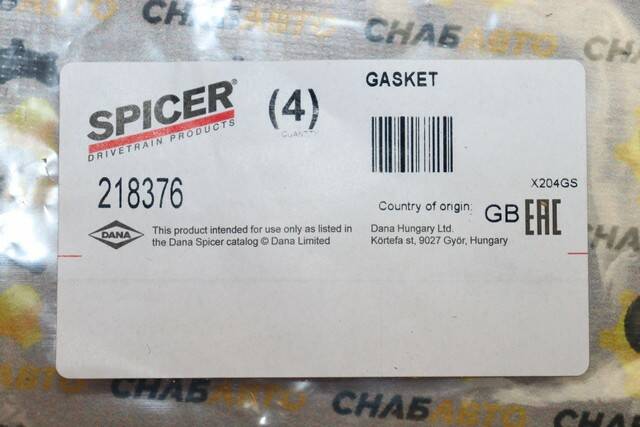 СНАБАВТО
СНАБАВТО
SPICER®
DRIVETRAIN PRODUCTS
(4)
QUANTITY
GASKET
218376
X204GS
Country of origin:
GB
EAC
DANA
This product intended for use only as listed in
the Dana Spicer catalog © Dana Limited
Dana Hungary Ltd.
Körtefa st, 9027 Györ, Hungary
СНАБАВТО
СНАБАВТО